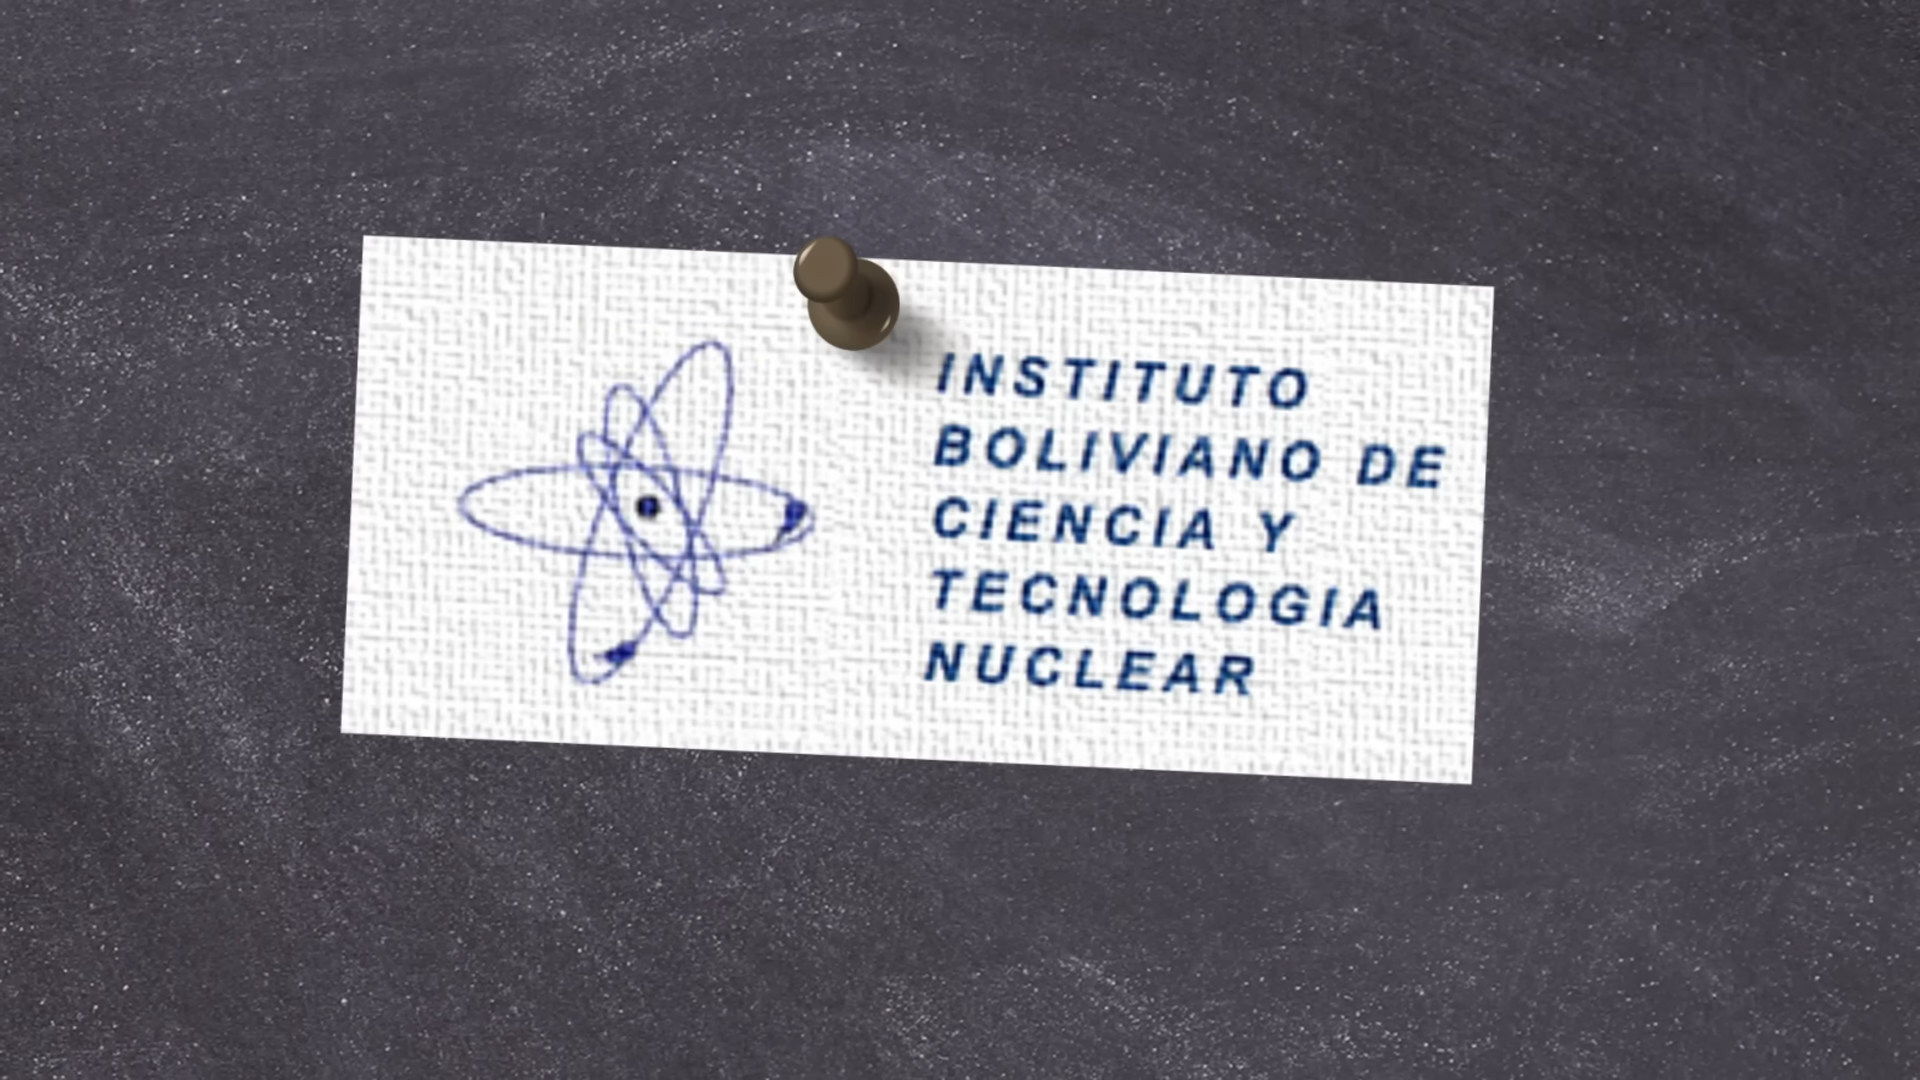 INSTITUTO
BOLIVIANO DE
CIENCIA Y
TECNOLOGIA
NUCLEAR